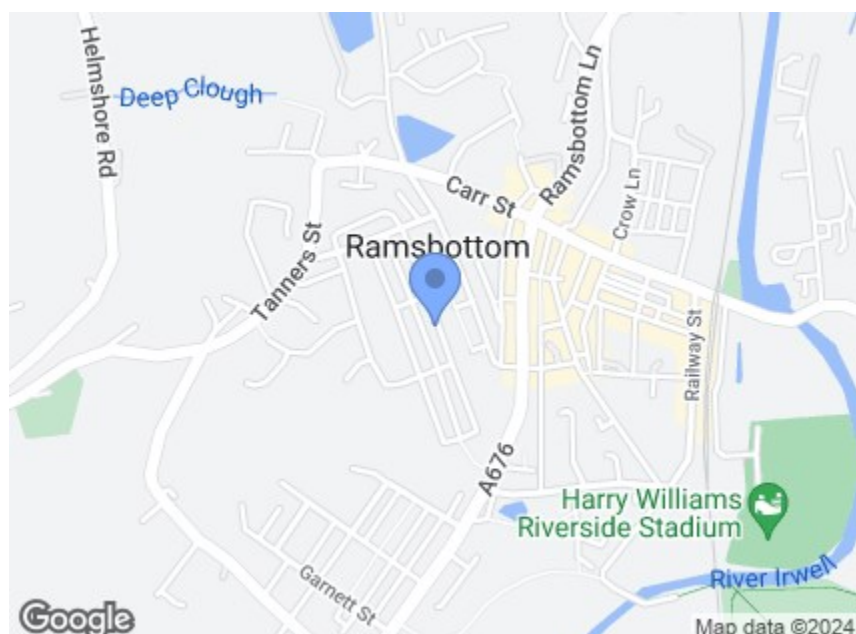 Helmshore Rd
Deep Clough
Ramsbottom Ln
Crow Ln
Carr St
Tanners St
Ramsbottom
Railway St
A676
Harry Williams
Riverside Stadium
River Irwell
Garnett St
Google
Map data ©2024